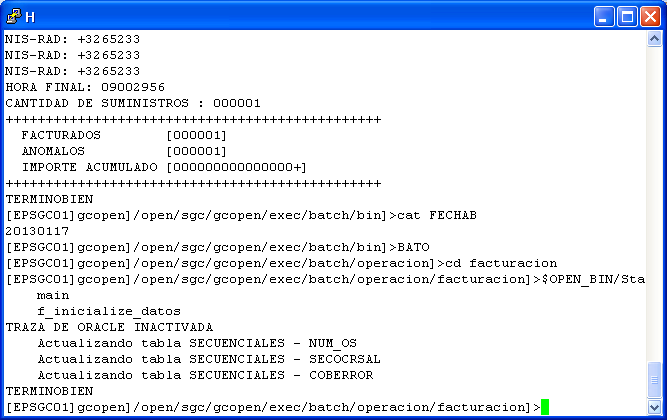 H
NIS-RAD: +3265233
NIS-RAD: +3265233
NIS-RAD: +3265233
HORA FINAL: 09002956
CANTIDAD DE SUMINISTROS : 000001
+++++++++++++++++++++++++++++++++++++++++++++++
FACTURADOS [000001]
ANOMALOS [000001]
IMPORTE ACUMULADO [000000000000000+]
+++++++++++++++++++++++++++++++++++++++++++++++
TERMINOBIEN
[EPSGC01]gcopen]/open/sgc/gcopen/exec/batch/bin]>cat FECHAB
20130117
[EPSGC01]gcopen]/open/sgc/gcopen/exec/batch/bin]>BATO
[EPSGC01]gcopen]/open/sgc/gcopen/exec/batch/operacion]>cd facturacion
[EPSGC01]gcopen]/open/sgc/gcopen/exec/batch/operacion/facturacion]>$OPEN_BIN/Sta
main
f_inicialize_datos
TRAZA DE ORACLE INACTIVADA
Actualizando tabla SECUENCIALES - NUM_OS
Actualizando tabla SECUENCIALES - SECOCRSAL
Actualizando tabla SECUENCIALES - COBERROR
TERMINOBIEN
[EPSGC01]gcopen]/open/sgc/gcopen/exec/batch/operacion/facturacion]>